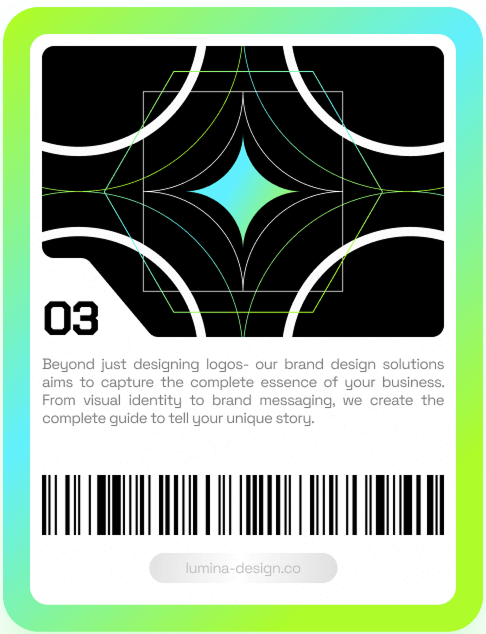 03
Beyond just designing logos- our brand design solutions
aims to capture the complete essence of your business.
From visual identity to brand messaging, we create the
complete guide to tell your unique story.
lumina-design.co